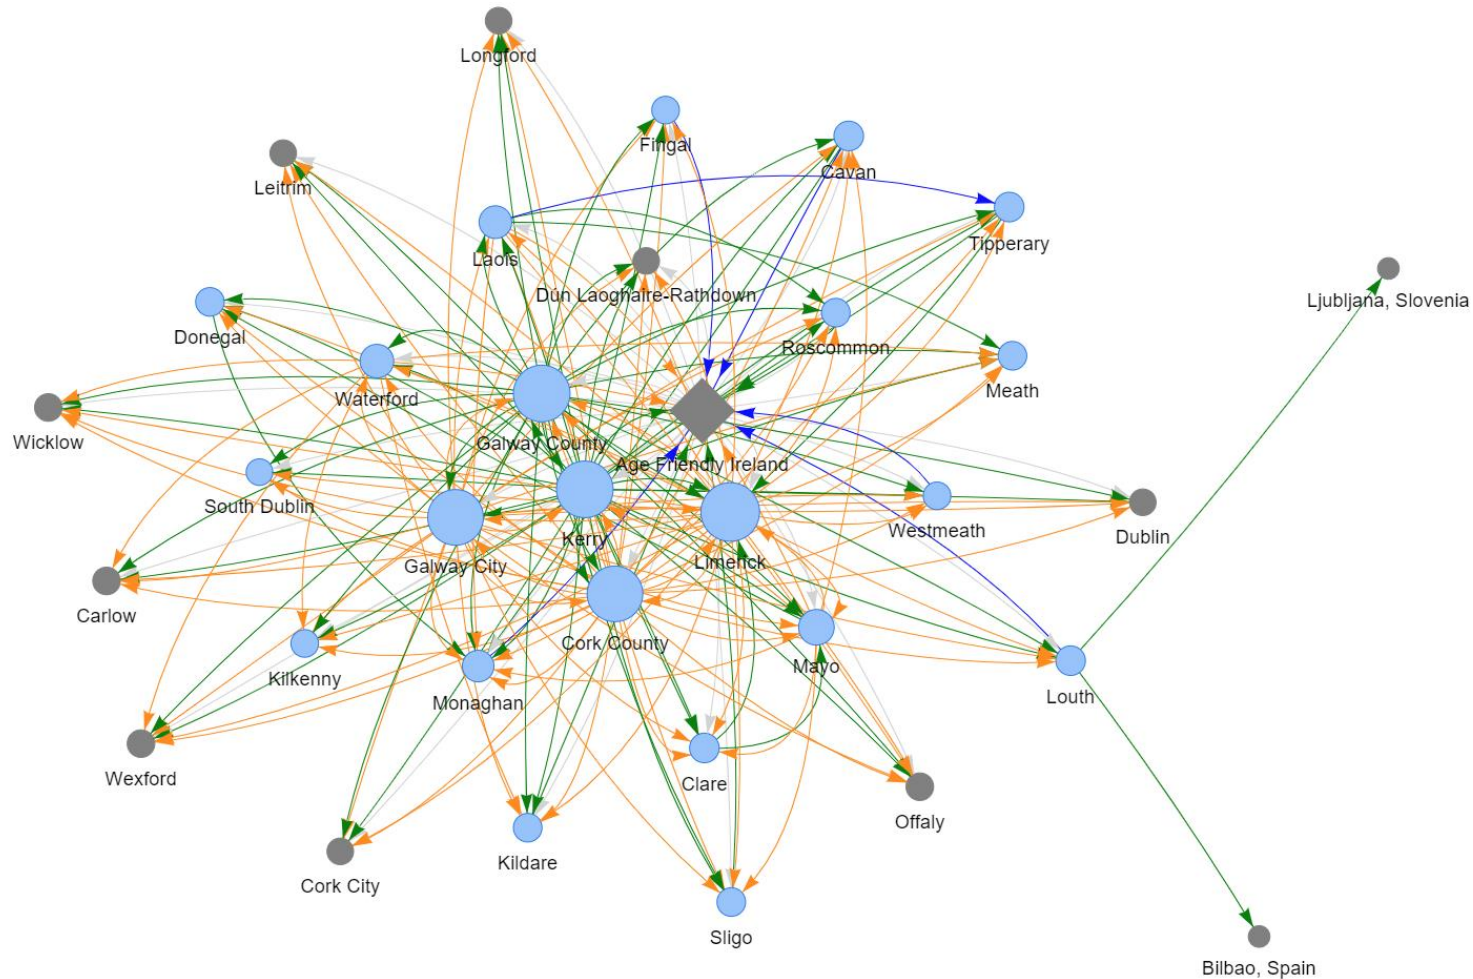 Longford
Fingal
Cavan
Leitrim
Tipperary
Laois
Dún Laoghaire-Rathdown
Ljubljana, Slovenia
Donegal
Roscommon
Waterford
Meath
Wicklow
Galway County
Age Friendly Ireland
South Dublin
Westmeath
Dublin
Kerry
Limerick
Galway City
Carlow
Cork County
Mayo
Kilkenny
Monaghan
Louth
Wexford
Clare
Offaly
Kildare
Cork City
Sligo
Bilbao, Spain